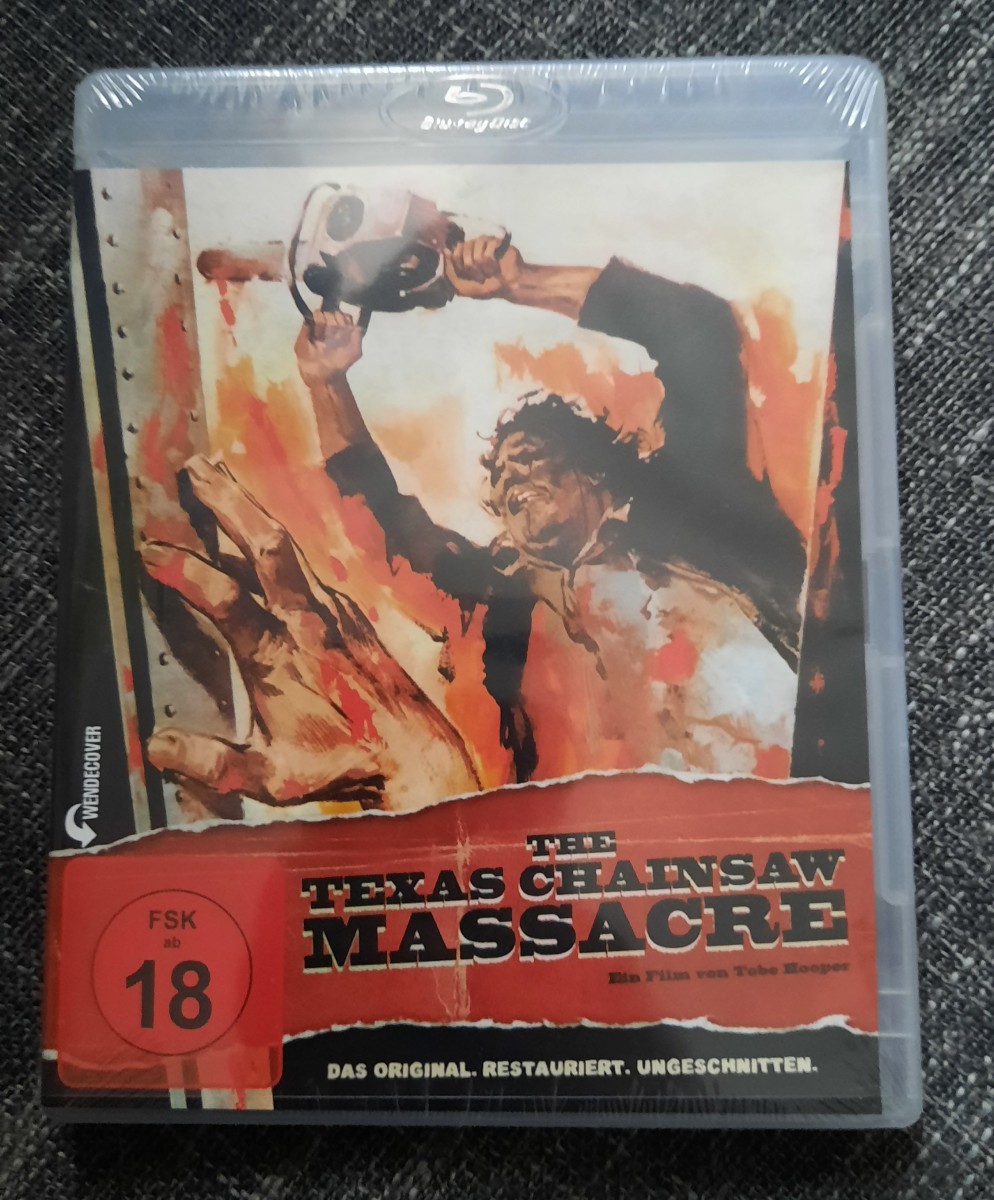 Blu-ray Disc
WENDECOVER
THE
TEXAS CHAINSAW
MASSACRE
Ein Film von Tobe Hooper
FSK
ab
18
DAS ORIGINAL. RESTAURIERT. UNGESCHNITTEN.